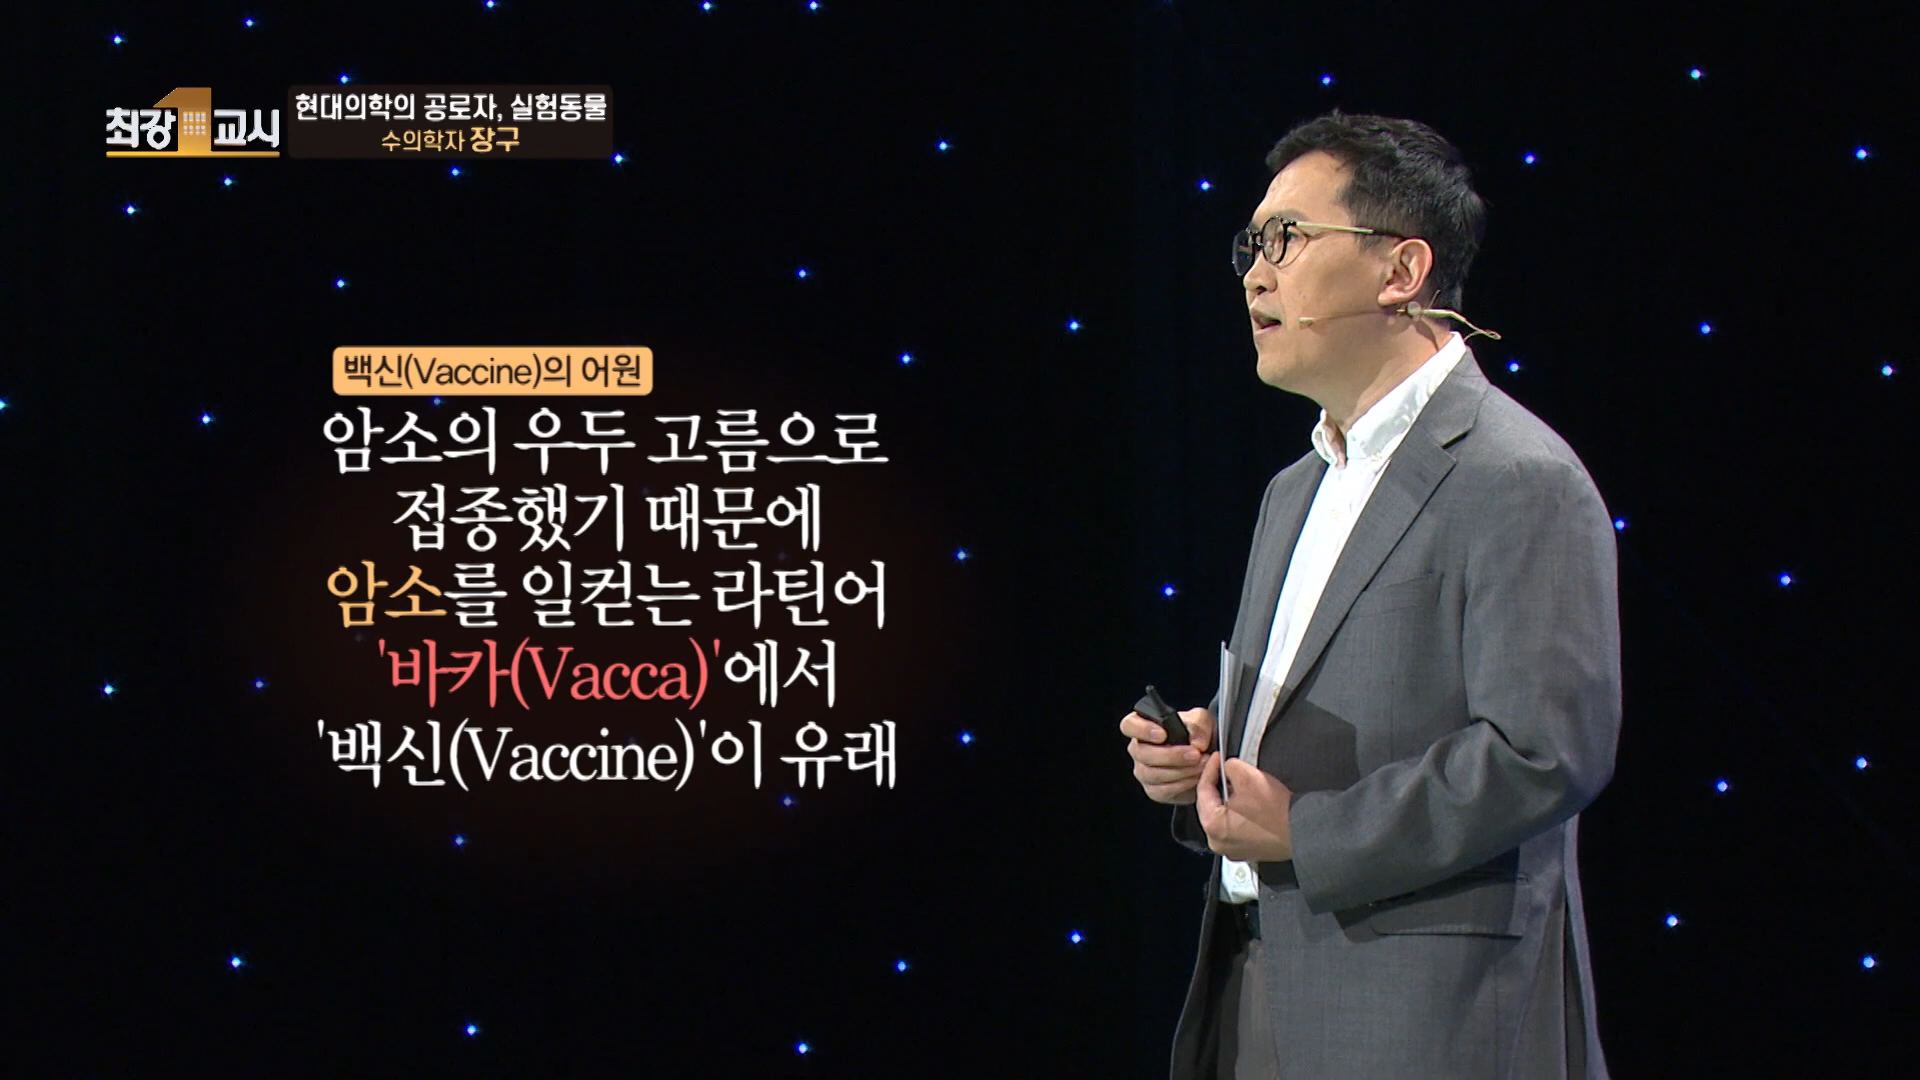 최강1교시
현대의학의 공로자, 실험동물
수의학자 장구
백신(Vaccine)의 어원
암소의 우두 고름으로
접종했기 때문에
암소를 일컫는 라틴어
'바카(Vacca)'에서
'백신(Vaccine)'이 유래